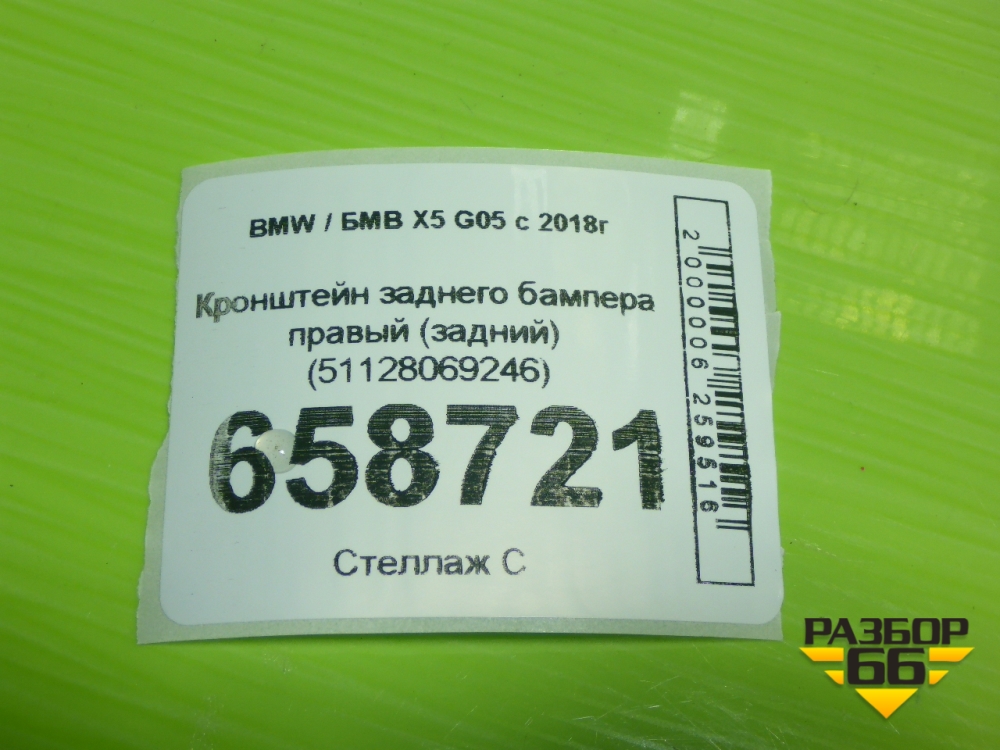 BMW / БМВ X5 G05 с 2018г
Кронштейн заднего бампера
правый (задний)
(51128069246)
658721
Стеллаж С
2000006259516
РАЗБОР
66